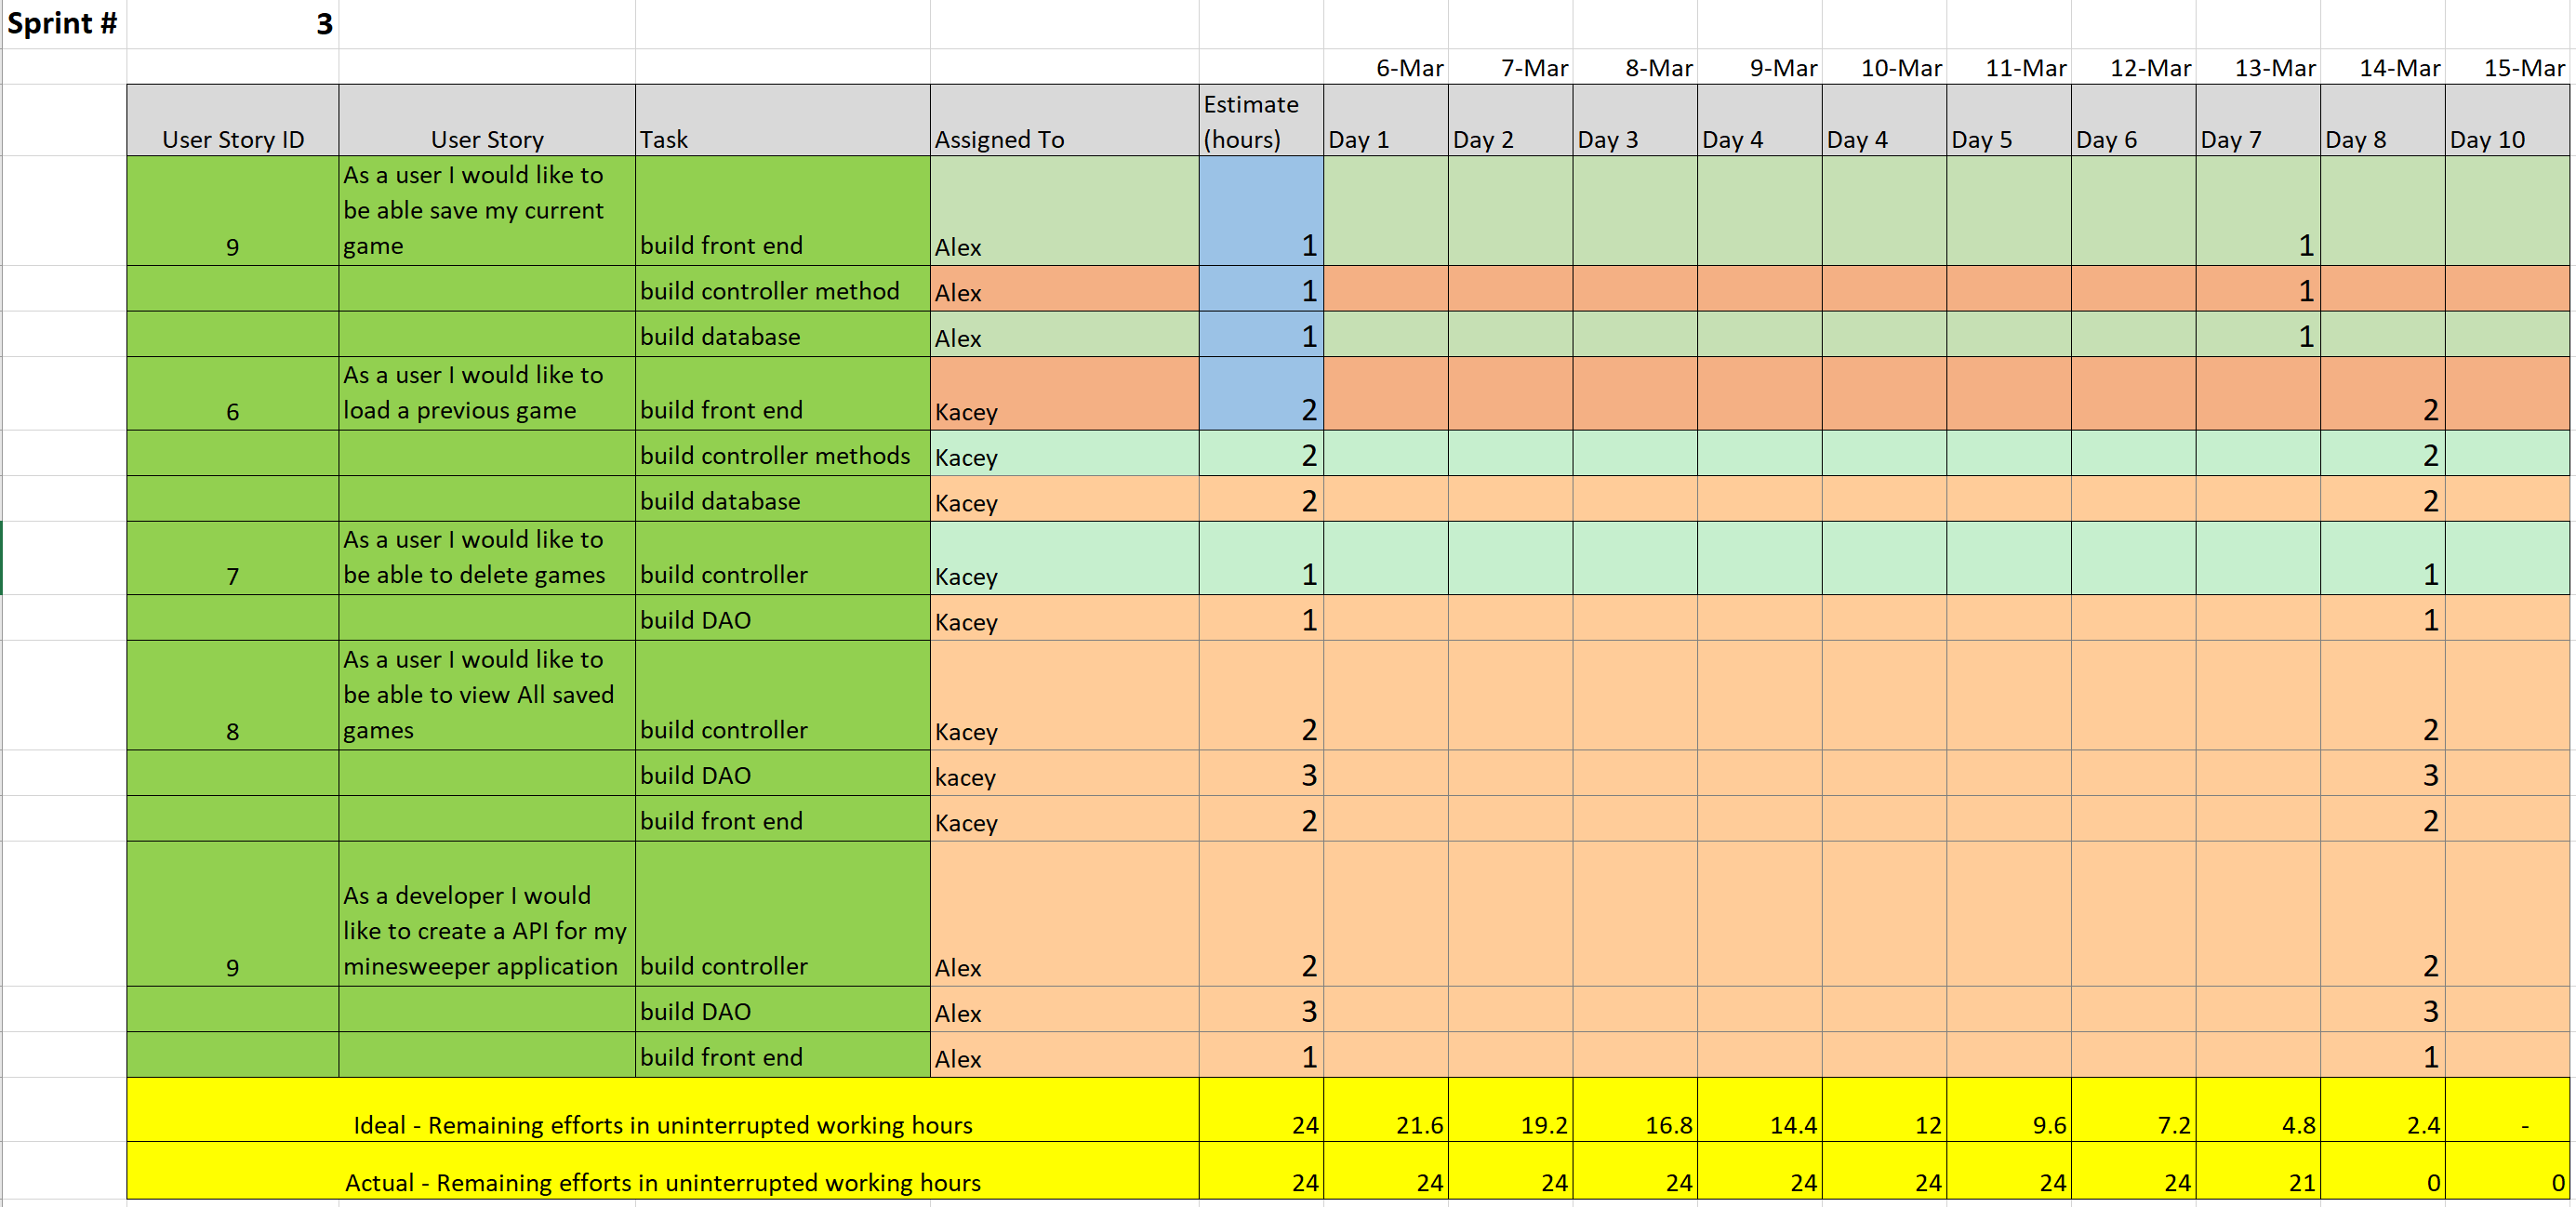 Sprint # 3
6-Mar 7-Mar 8-Mar 9-Mar 10-Mar 11-Mar 12-Mar 13-Mar 14-Mar 15-Mar
Estimate
User Story ID User Story Task Assigned To (hours) Day 1 Day 2 Day 3 Day 4 Day 4 Day 5 Day 6 Day 7 Day 8 Day 10
As a user I would like to
be able save my current
9 game build front end Alex 1 1
build controller method Alex 1 1
build database Alex 1 1
As a user I would like to
6 load a previous game build front end Kacey 2 2
build controller methods Kacey 2 2
build database Kacey 2 2
As a user I would like to
7 be able to delete games build controller Kacey 1 1
build DAO Kacey 1 1
As a user I would like to
be able to view All saved
8 games build controller Kacey 2 2
build DAO kacey 3 3
build front end Kacey 2 2
As a developer I would
like to create a API for my
9 minesweeper application build controller Alex 2 2
build DAO Alex 3 3
build front end Alex 1 1
Ideal - Remaining efforts in uninterrupted working hours 24 21.6 19.2 16.8 14.4 12 9.6 7.2 4.8 2.4 -
Actual - Remaining efforts in uninterrupted working hours 24 24 24 24 24 24 24 24 21 0 0